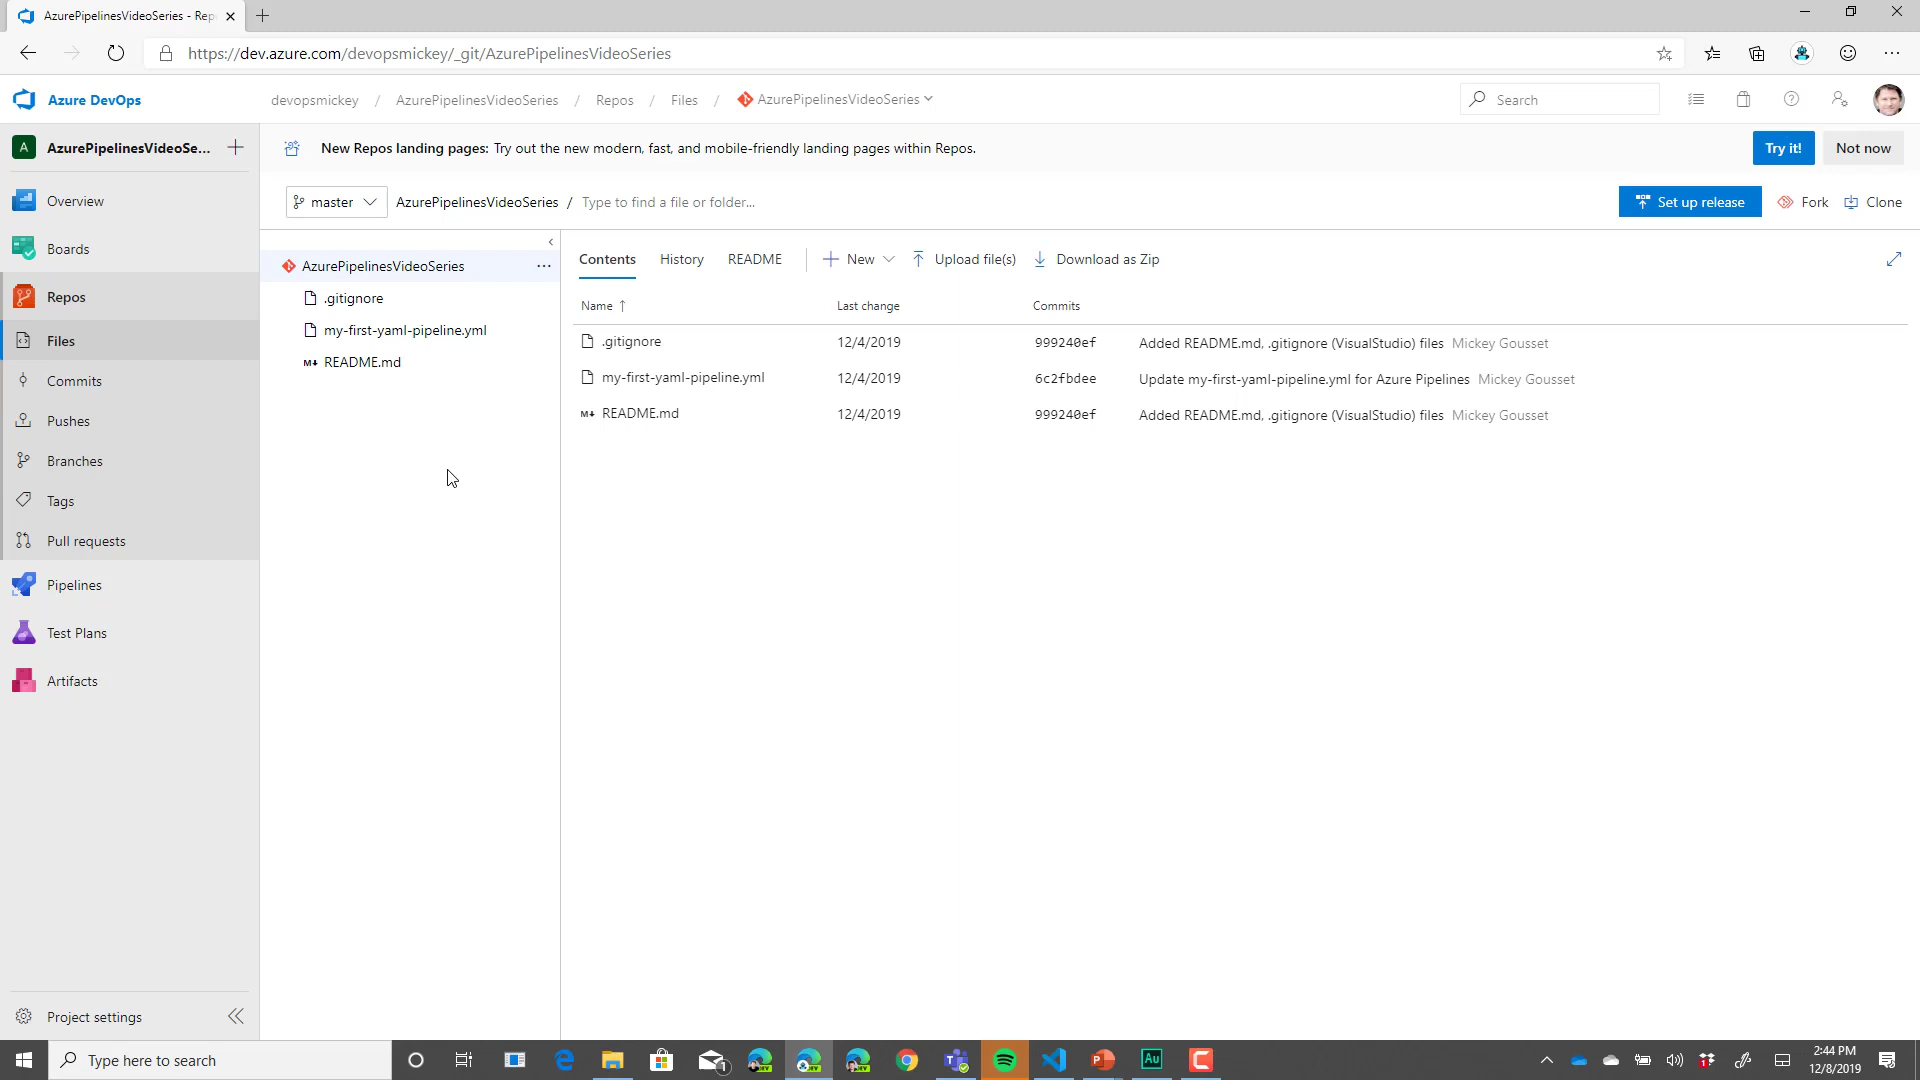 AzurePipelinesVideoSeries - Rep
https://dev.azure.com/devopsmickey/_git/AzurePipelinesVideoSeries
Azure DevOps
devopsmickey / AzurePipelinesVideoSeries / Repos / Files / AzurePipelinesVideoSeries
Search
A AzurePipelinesVideoSe...
New Repos landing pages: Try out the new modern, fast, and mobile-friendly landing pages within Repos.
Try it!
Not now
Overview
Boards
Repos
Files
Commits
Pushes
Branches
Tags
Pull requests
Pipelines
Test Plans
Artifacts
Project settings
master
AzurePipelinesVideoSeries / Type to find a file or folder...
Set up release
Fork
Clone
AzurePipelinesVideoSeries
.gitignore
my-first-yaml-pipeline.yml
M↓ README.md
Contents History README New Upload file(s) Download as Zip
Name ↑ Last change Commits
.gitignore 12/4/2019 999240ef Added README.md, .gitignore (VisualStudio) files Mickey Gousset
my-first-yaml-pipeline.yml 12/4/2019 6c2fbdee Update my-first-yaml-pipeline.yml for Azure Pipelines Mickey Gousset
M↓ README.md 12/4/2019 999240ef Added README.md, .gitignore (VisualStudio) files Mickey Gousset
Type here to search
1
DEV
DEV
DEV
Au
2:44 PM
12/8/2019